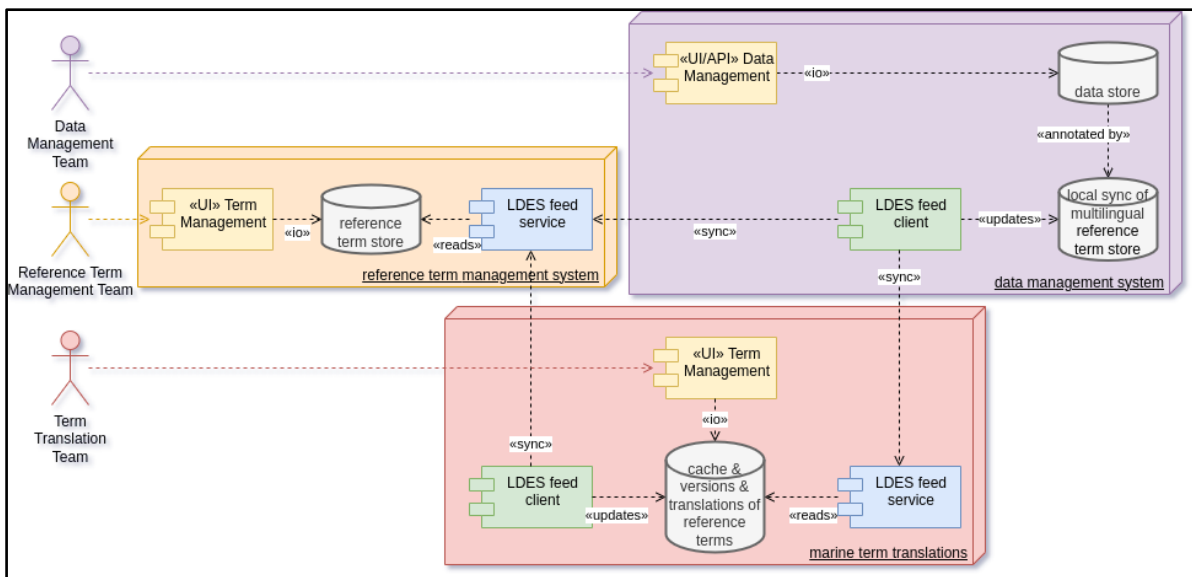 «UI/API» Data
Management
«io»
data store
Data
Management
Team
«annotated by»
«UI» Term
Management
«io»
reference
term store
«reads»
LDES feed
service
reference term management system
«sync»
LDES feed
client
«updates»
local sync of
multilingual
reference
term store
«sync»
data management system
Reference Term
Management Team
Term
Translation
Team
«UI» Term
Management
«io»
«sync»
LDES feed
client
«updates»
cache &
versions &
translations of
reference
terms
«reads»
LDES feed
service
marine term translations